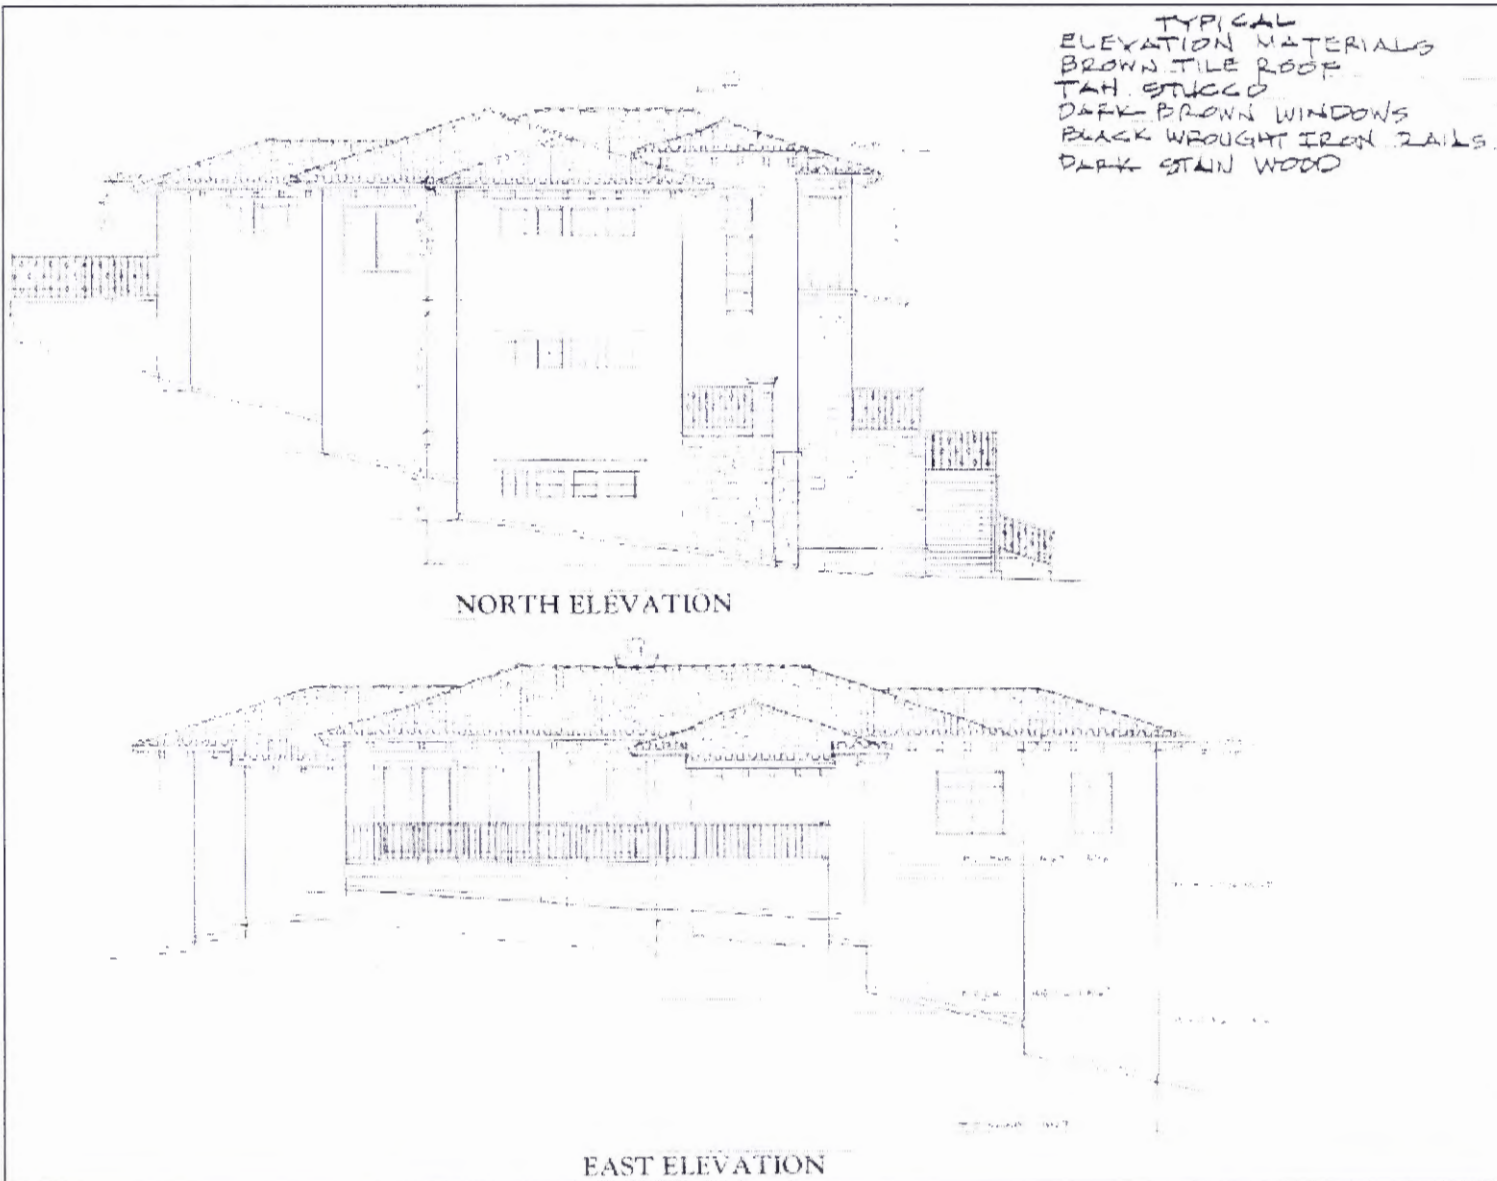 TYPICAL
ELEVATION MATERIALS
BROWN TILE ROOF
TAN STUCCO
DARK BROWN WINDOWS
BLACK WROUGHT IRON RAILS
DARK STAIN WOOD
NORTH ELEVATION
EAST ELEVATION